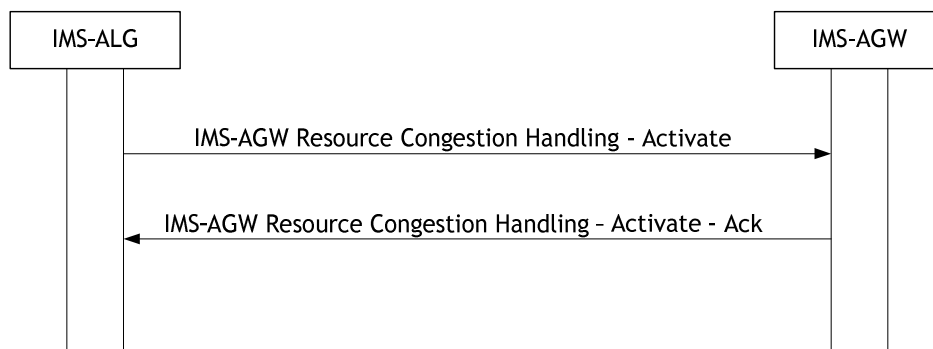 IMS-ALG
IMS-AGW
IMS-AGW Resource Congestion Handling - Activate
IMS-AGW Resource Congestion Handling – Activate - Ack